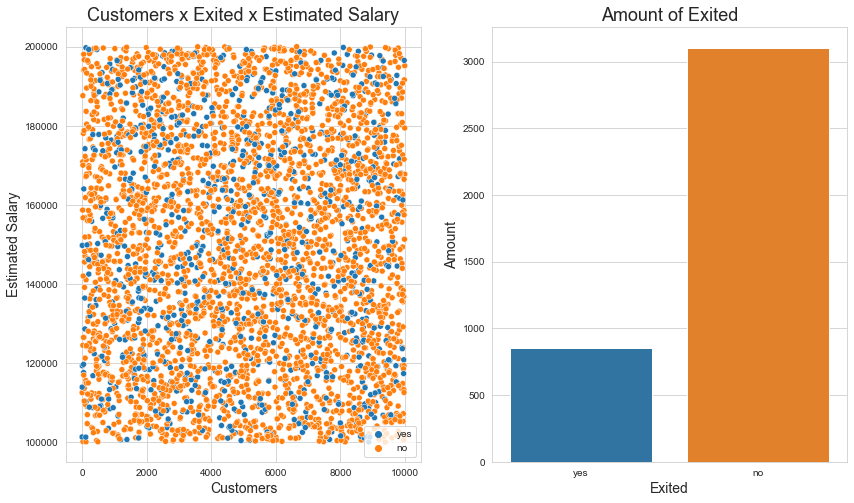 Customers x Exited x Estimated Salary
Estimated Salary
200000
180000
160000
140000
120000
100000
0
2000
4000
6000
8000
10000
Customers
yes
no
Amount of Exited
Amount
3000
2500
2000
1500
1000
500
0
yes
no
Exited